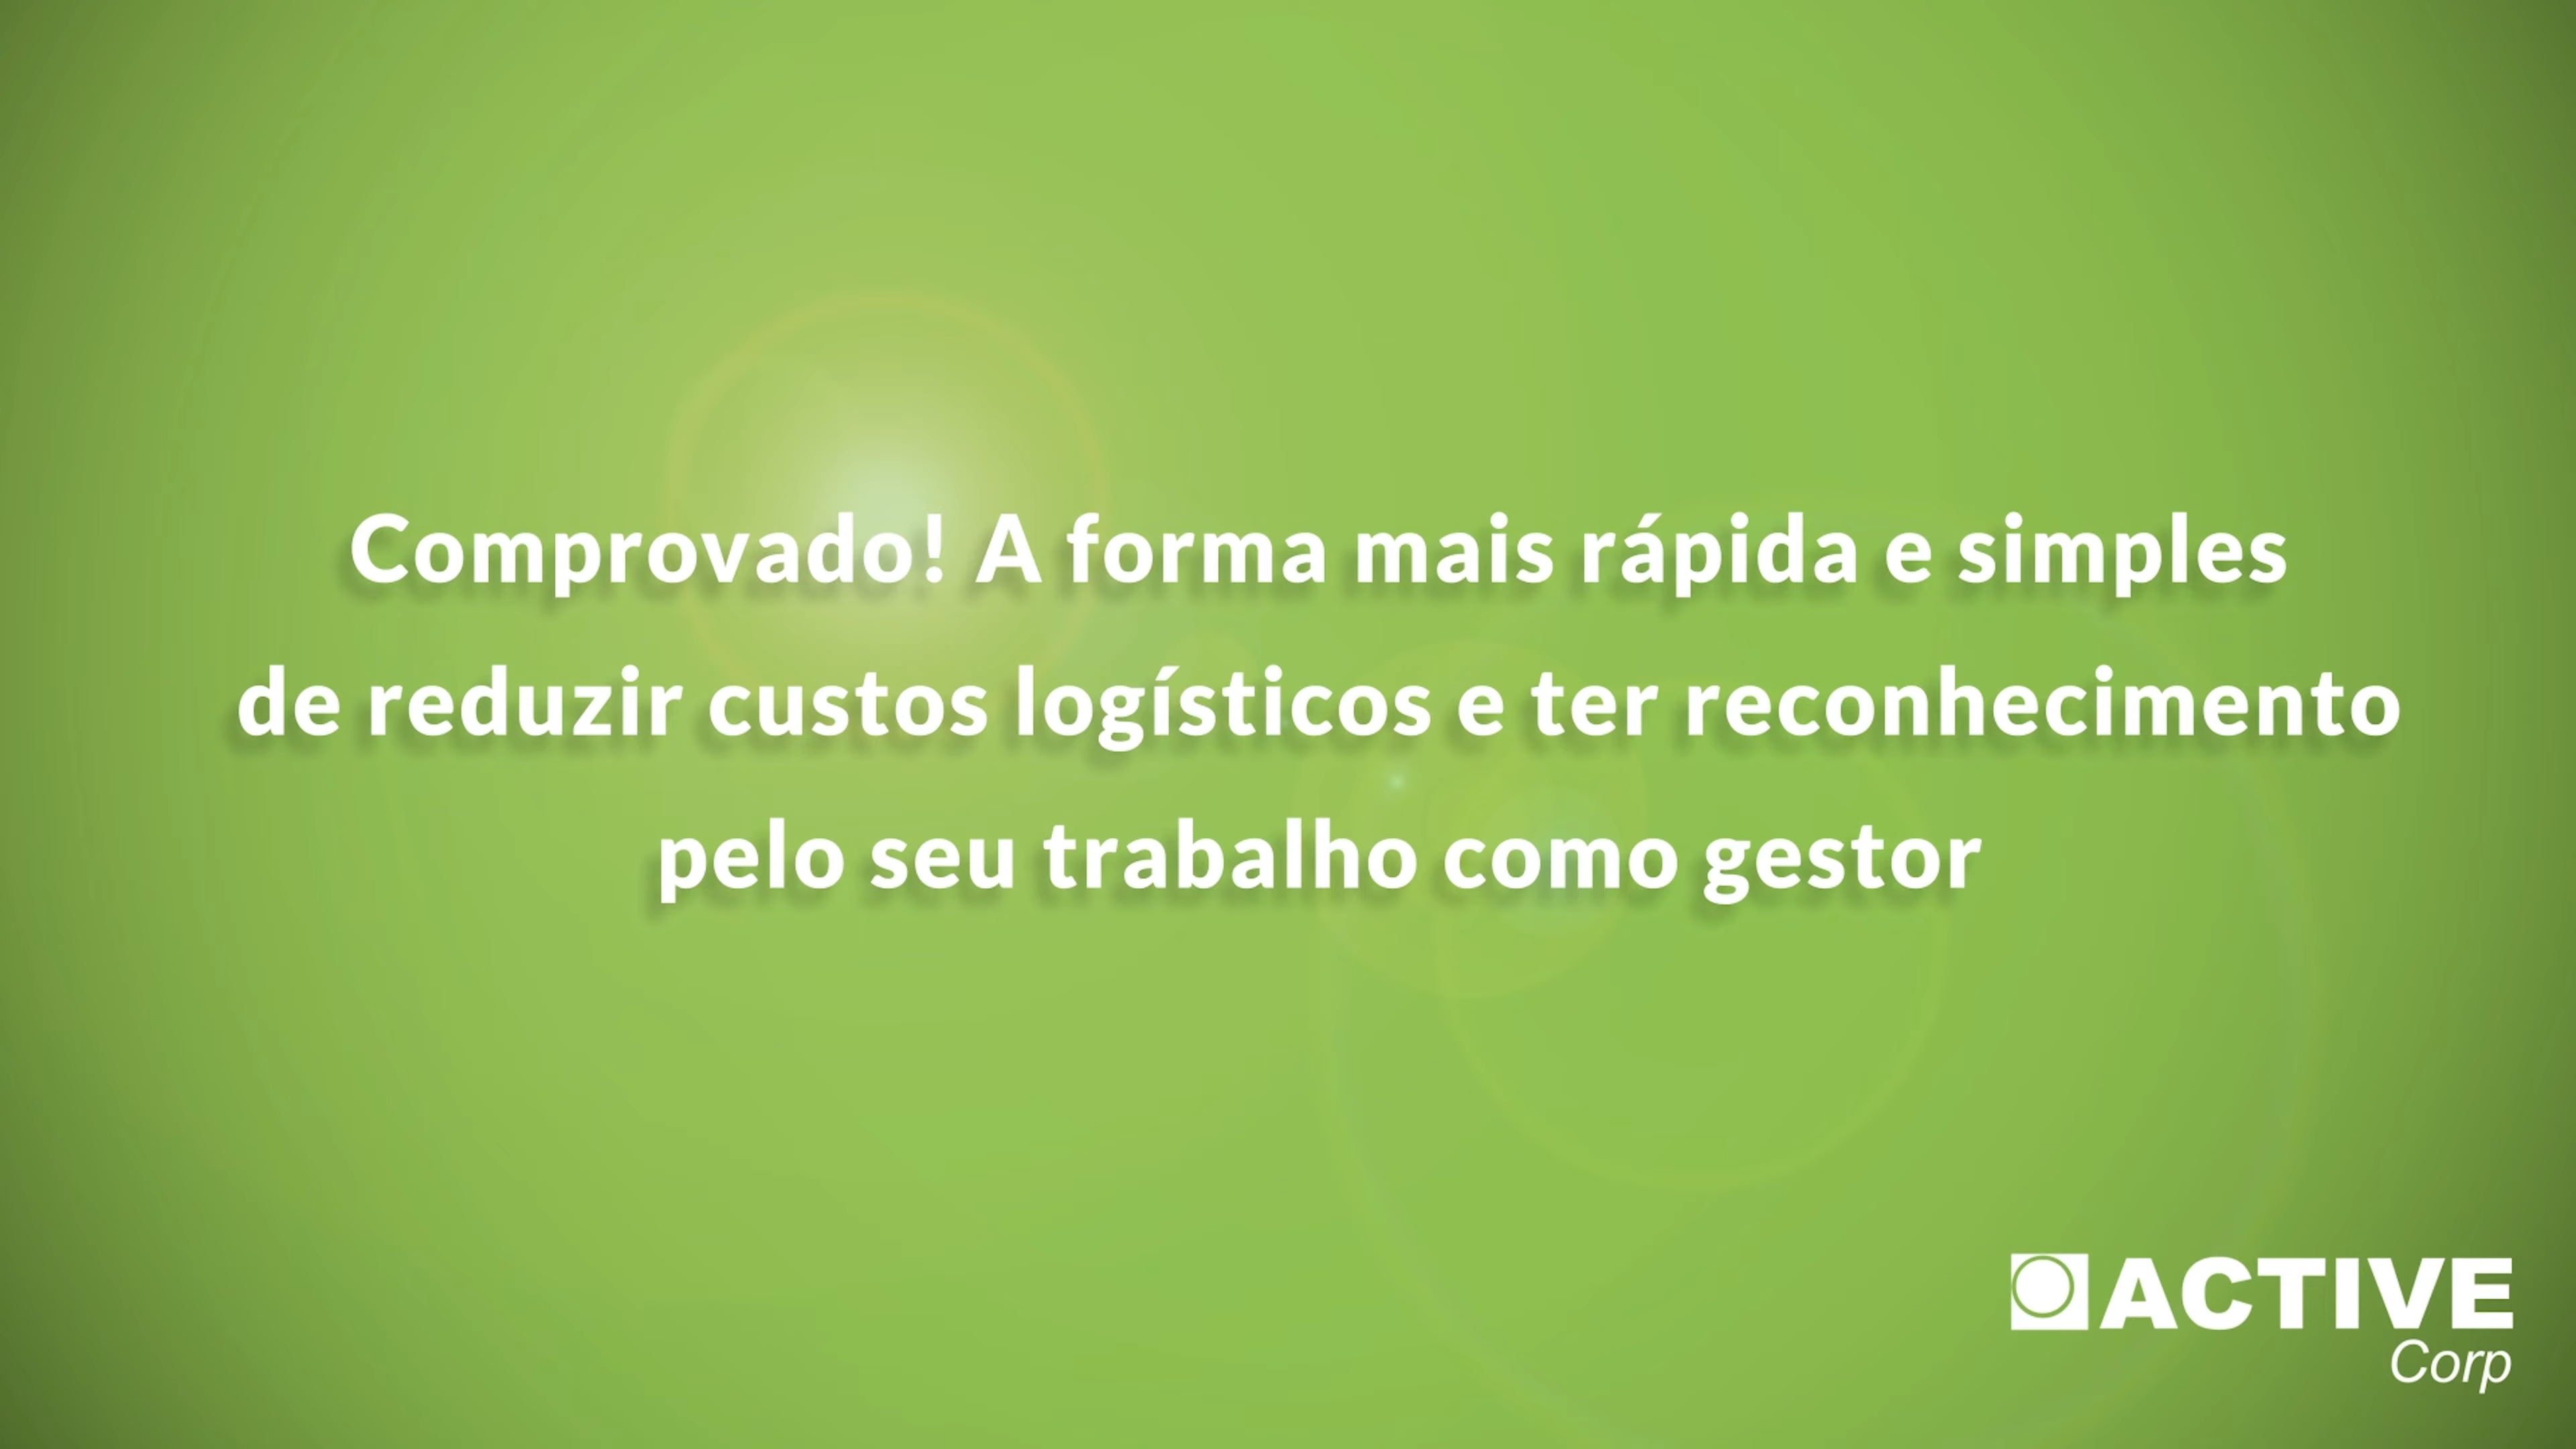 Comprovado! A forma mais rápida e simples
de reduzir custos logísticos e ter reconhecimento
pelo seu trabalho como gestor
ACTIVE
Corp